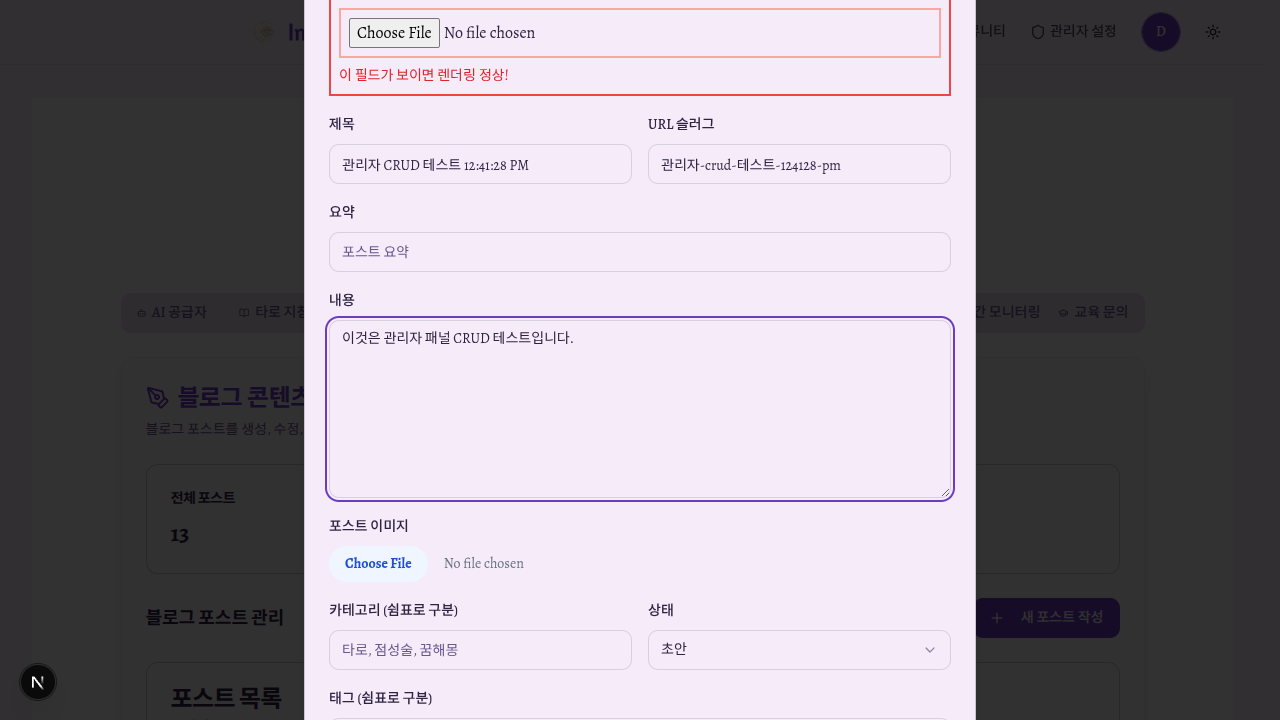 In
뮤니티
관리자 설정
D
Choose File No file chosen
이 필드가 보이면 렌더링 정상!
제목
URL 슬러그
관리자 CRUD 테스트 12:41:28 PM
관리자-crud-테스트-124128-pm
요약
포스트 요약
내용
AI 공급자
타로 지침
간 모니터링
교육 문의
이것은 관리자 패널 CRUD 테스트입니다.
블로그 콘텐츠
블로그 포스트를 생성, 수정,
전체 포스트
13
포스트 이미지
Choose File No file chosen
카테고리 (쉼표로 구분)
상태
블로그 포스트 관리
새 포스트 작성
타로, 점성술, 꿈해몽
초안
포스트 목록
태그 (쉼표로 구분)
N